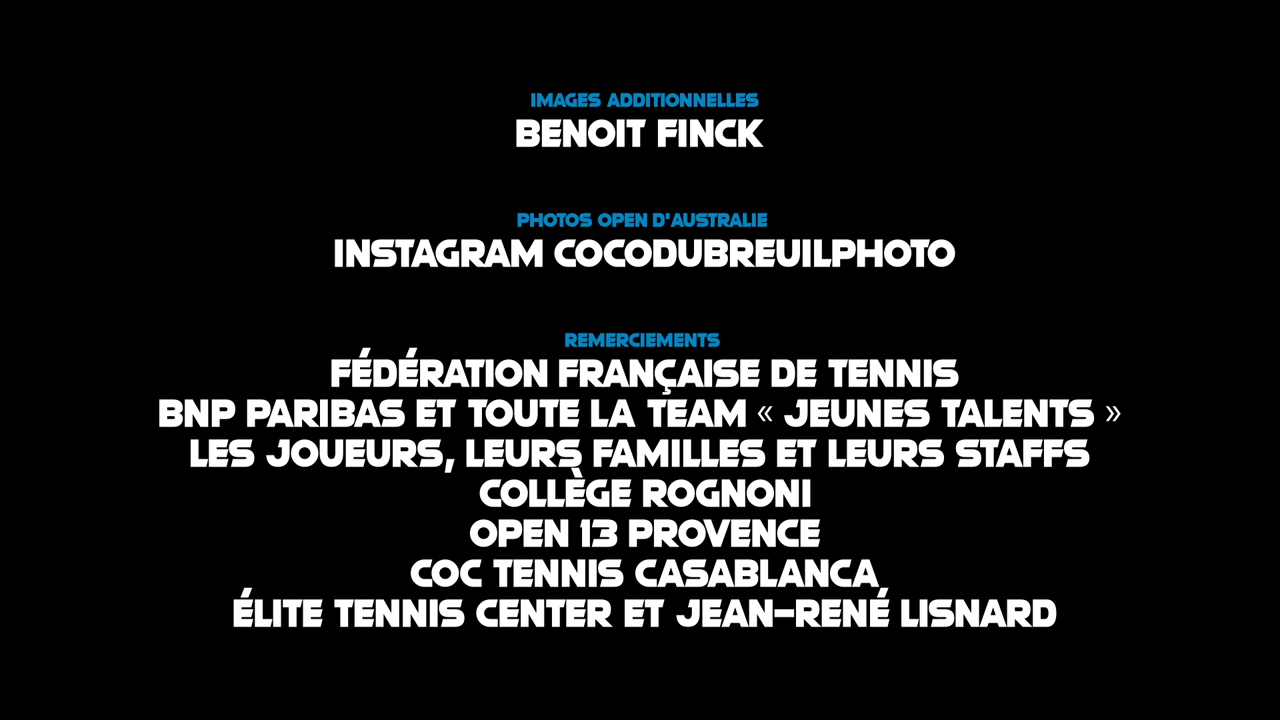 IMAGES ADDITIONNELLES
BENOIT FINCK
PHOTOS OPEN D'AUSTRALIE
INSTAGRAM COCODUBREUILPHOTO
REMERCIEMENTS
FÉDÉRATION FRANÇAISE DE TENNIS
BNP PARIBAS ET TOUTE LA TEAM « JEUNES TALENTS »
LES JOUEURS, LEURS FAMILLES ET LEURS STAFFS
COLLÈGE ROGNONI
OPEN 13 PROVENCE
COC TENNIS CASABLANCA
ÉLITE TENNIS CENTER ET JEAN-RENÉ LISNARD